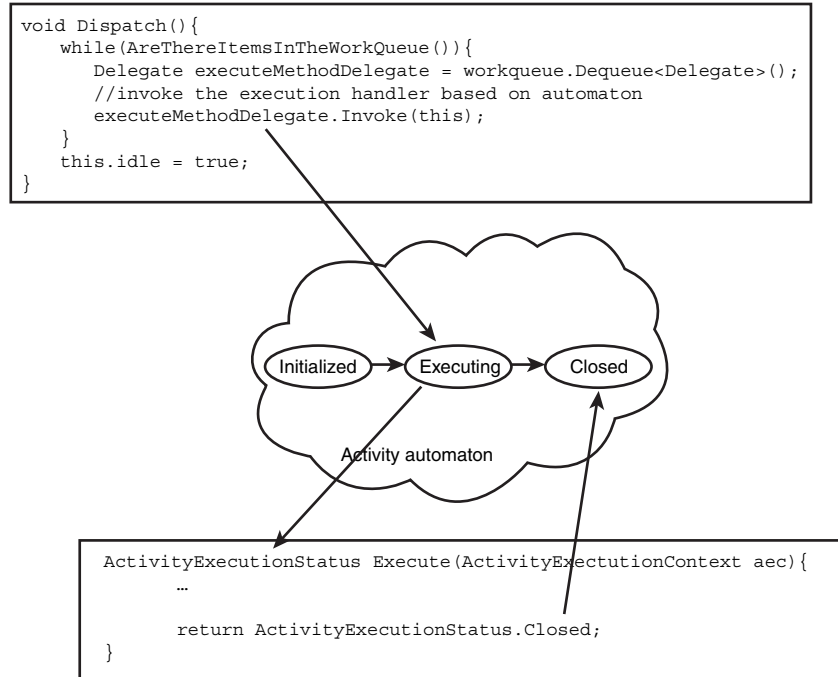 void Dispatch(){
while(AreThereItemsInTheWorkQueue()){
Delegate executeMethodDelegate = workqueue.Dequeue<Delegate>();
//invoke the execution handler based on automaton
executeMethodDelegate.Invoke(this);
}
this.idle = true;
}
Initialized
Executing
Closed
Activity automaton
ActivityExecutionStatus Execute(ActivityExectutionContext aec){
…
return ActivityExecutionStatus.Closed;
}